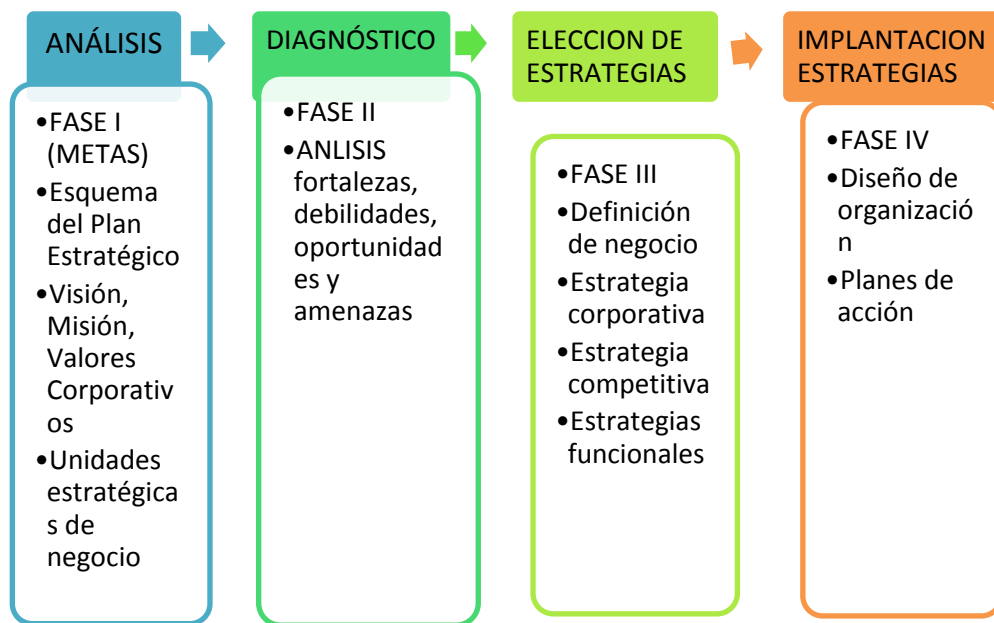 ANÁLISIS
•FASE I
(METAS)
•Esquema
del Plan
Estratégico
•Visión,
Misión,
Valores
Corporativ
os
•Unidades
estratégica
s de
negocio
DIAGNÓSTICO
•FASE II
•ANLISIS
fortalezas,
debilidades,
oportunidad
es y
amenazas
ELECCION DE
ESTRATEGIAS
•FASE III
•Definición
de negocio
•Estrategia
corporativa
•Estrategia
competitiva
•Estrategias
funcionales
IMPLANTACION
ESTRATEGIAS
•FASE IV
•Diseño de
organizació
n
•Planes de
acción